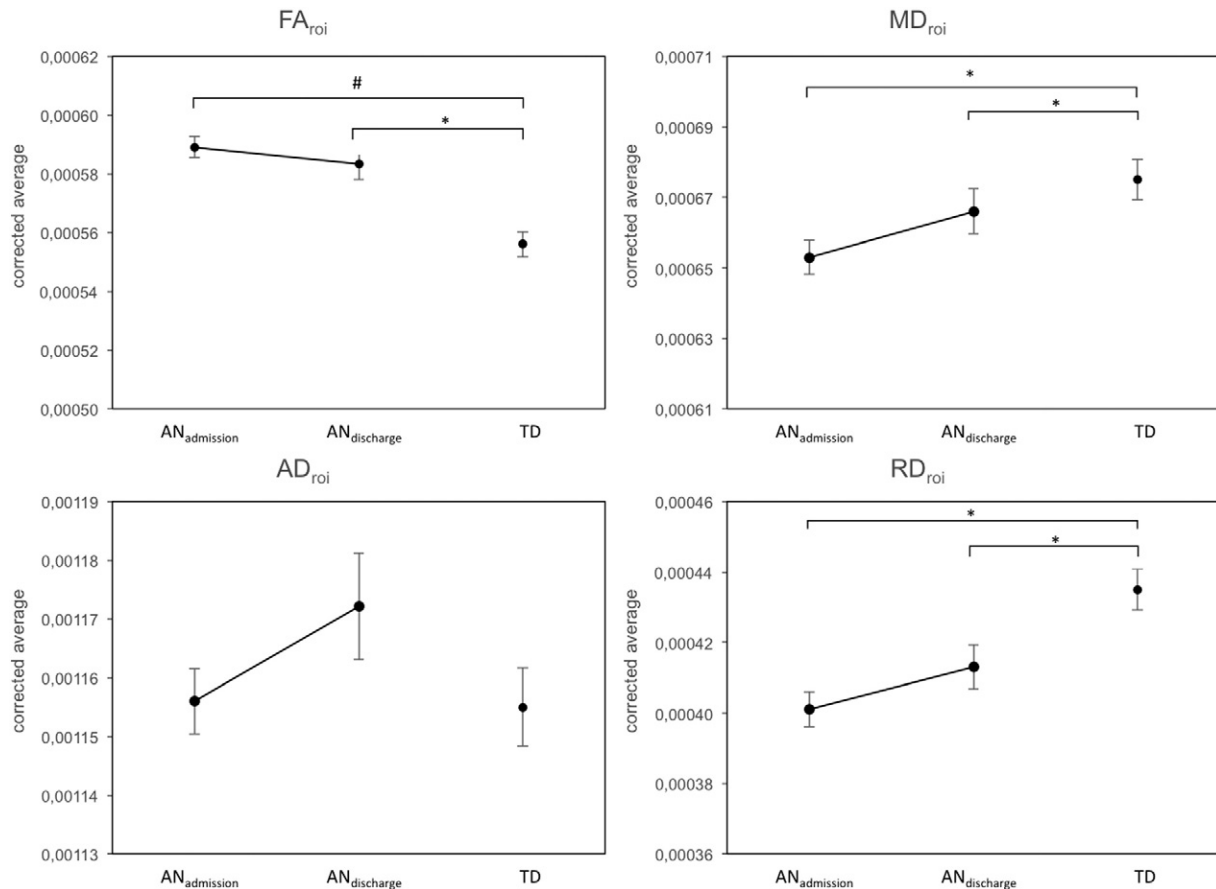 FAroi
0,00062
0,00060
0,00058
0,00056
0,00054
0,00052
0,00050
corrected average
#
*
ANadmission
ANdischarge
TD
MDroi
0,00071
0,00069
0,00067
0,00065
0,00063
0,00061
corrected average
*
*
ANadmission
ANdischarge
TD
ADroi
0,00119
0,00118
0,00117
0,00116
0,00115
0,00114
0,00113
corrected average
ANadmission
ANdischarge
TD
RDroi
0,00046
0,00044
0,00042
0,00040
0,00038
0,00036
corrected average
*
*
ANadmission
ANdischarge
TD